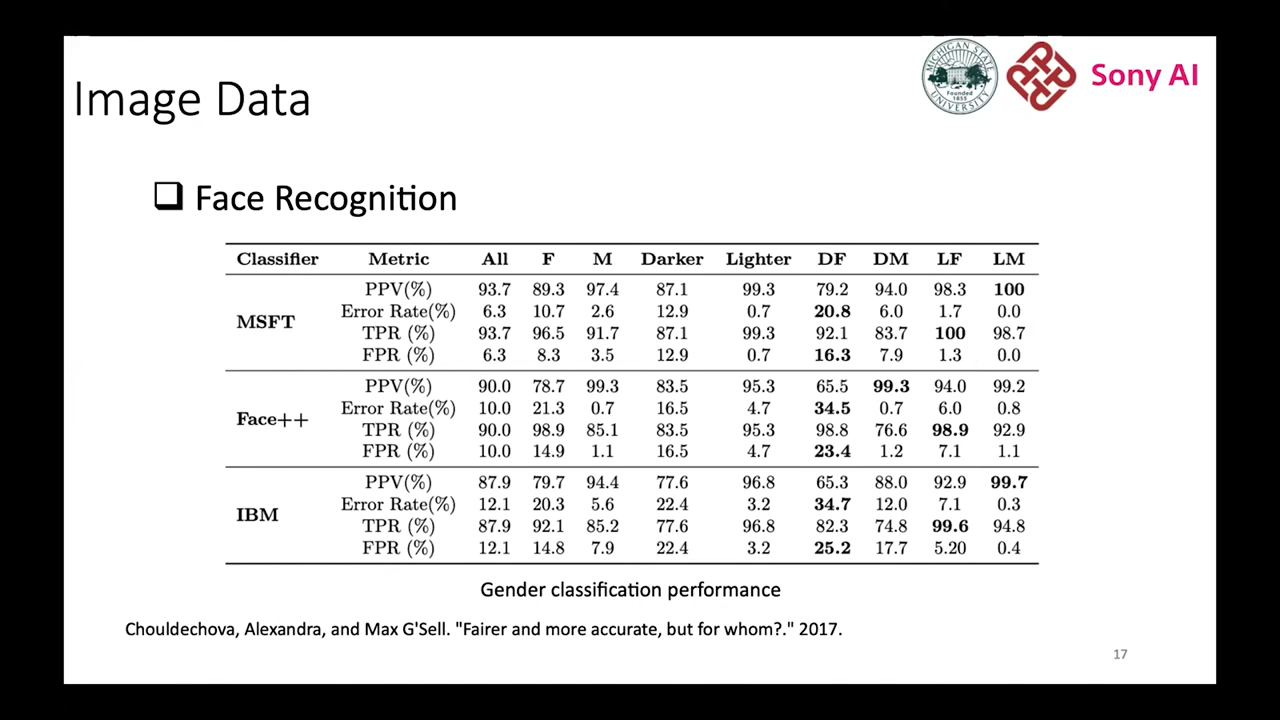 MICHIGAN STATE UNIVERSITY
Founded
1855
Sony AI
Image Data
❑ Face Recognition
Classifier Metric All F M Darker Lighter DF DM LF LM
MSFT
PPV(%) 93.7 89.3 97.4 87.1 99.3 79.2 94.0 98.3 100
Error Rate(%) 6.3 10.7 2.6 12.9 0.7 20.8 6.0 1.7 0.0
TPR (%) 93.7 96.5 91.7 87.1 99.3 92.1 83.7 100 98.7
FPR (%) 6.3 8.3 3.5 12.9 0.7 16.3 7.9 1.3 0.0
Face++
PPV(%) 90.0 78.7 99.3 83.5 95.3 65.5 99.3 94.0 99.2
Error Rate(%) 10.0 21.3 0.7 16.5 4.7 34.5 0.7 6.0 0.8
TPR (%) 90.0 98.9 85.1 83.5 95.3 98.8 76.6 98.9 92.9
FPR (%) 10.0 14.9 1.1 16.5 4.7 23.4 1.2 7.1 1.1
IBM
PPV(%) 87.9 79.7 94.4 77.6 96.8 65.3 88.0 92.9 99.7
Error Rate(%) 12.1 20.3 5.6 22.4 3.2 34.7 12.0 7.1 0.3
TPR (%) 87.9 92.1 85.2 77.6 96.8 82.3 74.8 99.6 94.8
FPR (%) 12.1 14.8 7.9 22.4 3.2 25.2 17.7 5.20 0.4
Gender classification performance
Chouldechova, Alexandra, and Max G'Sell. "Fairer and more accurate, but for whom?." 2017.
17